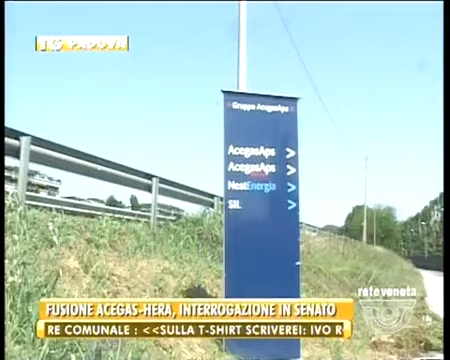 TG PADOVA
Gruppo AcegasAps
AcegasAps
AcegasAps
NestEnergia
SIL
reteveneta
FUSIONE ACEGAS-HERA, INTERROGAZIONE IN SENATO
RE COMUNALE : <<SULLA T-SHIRT SCRIVEREI: IVO R